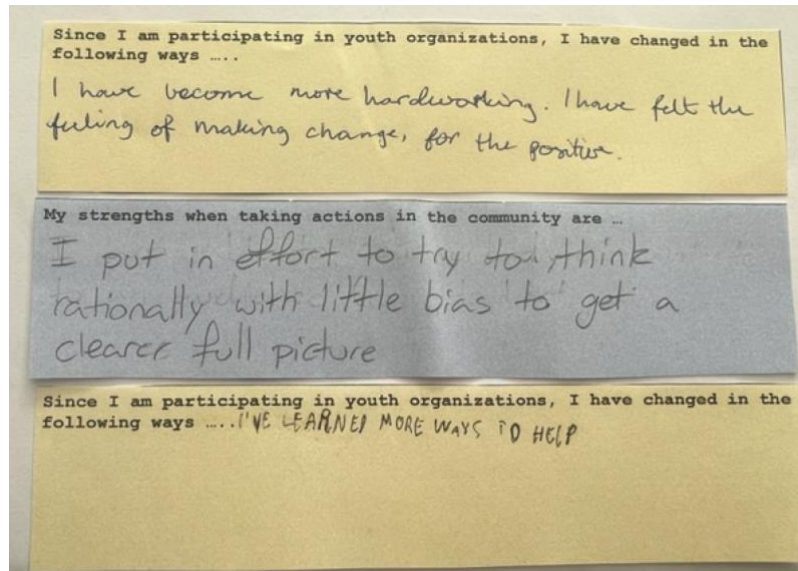 Since I am participating in youth organizations, I have changed in the
following ways …..
I have become more hardworking. I have felt the
feeling of making change, for the positive.
My strengths when taking actions in the community are …
I put in effort to try to think
rationally with little bias to get a
clearer full picture
Since I am participating in youth organizations, I have changed in the
following ways …..I'VE LEARNED MORE WAYS TO HELP